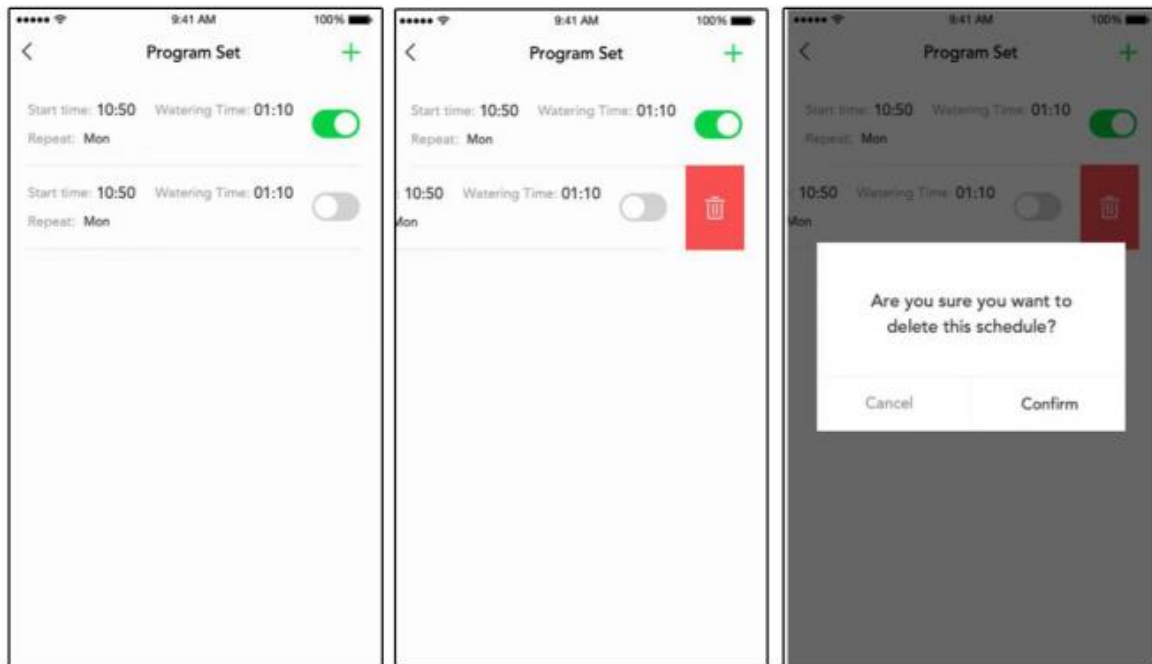 9:41 AM 100%
Program Set
Start time: 10:50 Watering Time: 01:10
Repeat: Mon
Start time: 10:50 Watering Time: 01:10
Repeat: Mon
9:41 AM 100%
Program Set
Start time: 10:50 Watering Time: 01:10
Repeat: Mon
: 10:50 Watering Time: 01:10
Mon
9:41 AM 100%
Program Set
Start time: 10:50 Watering Time: 01:10
Repeat: Mon
: 10:50 Watering Time: 01:10
Mon
Are you sure you want to
delete this schedule?
Cancel Confirm